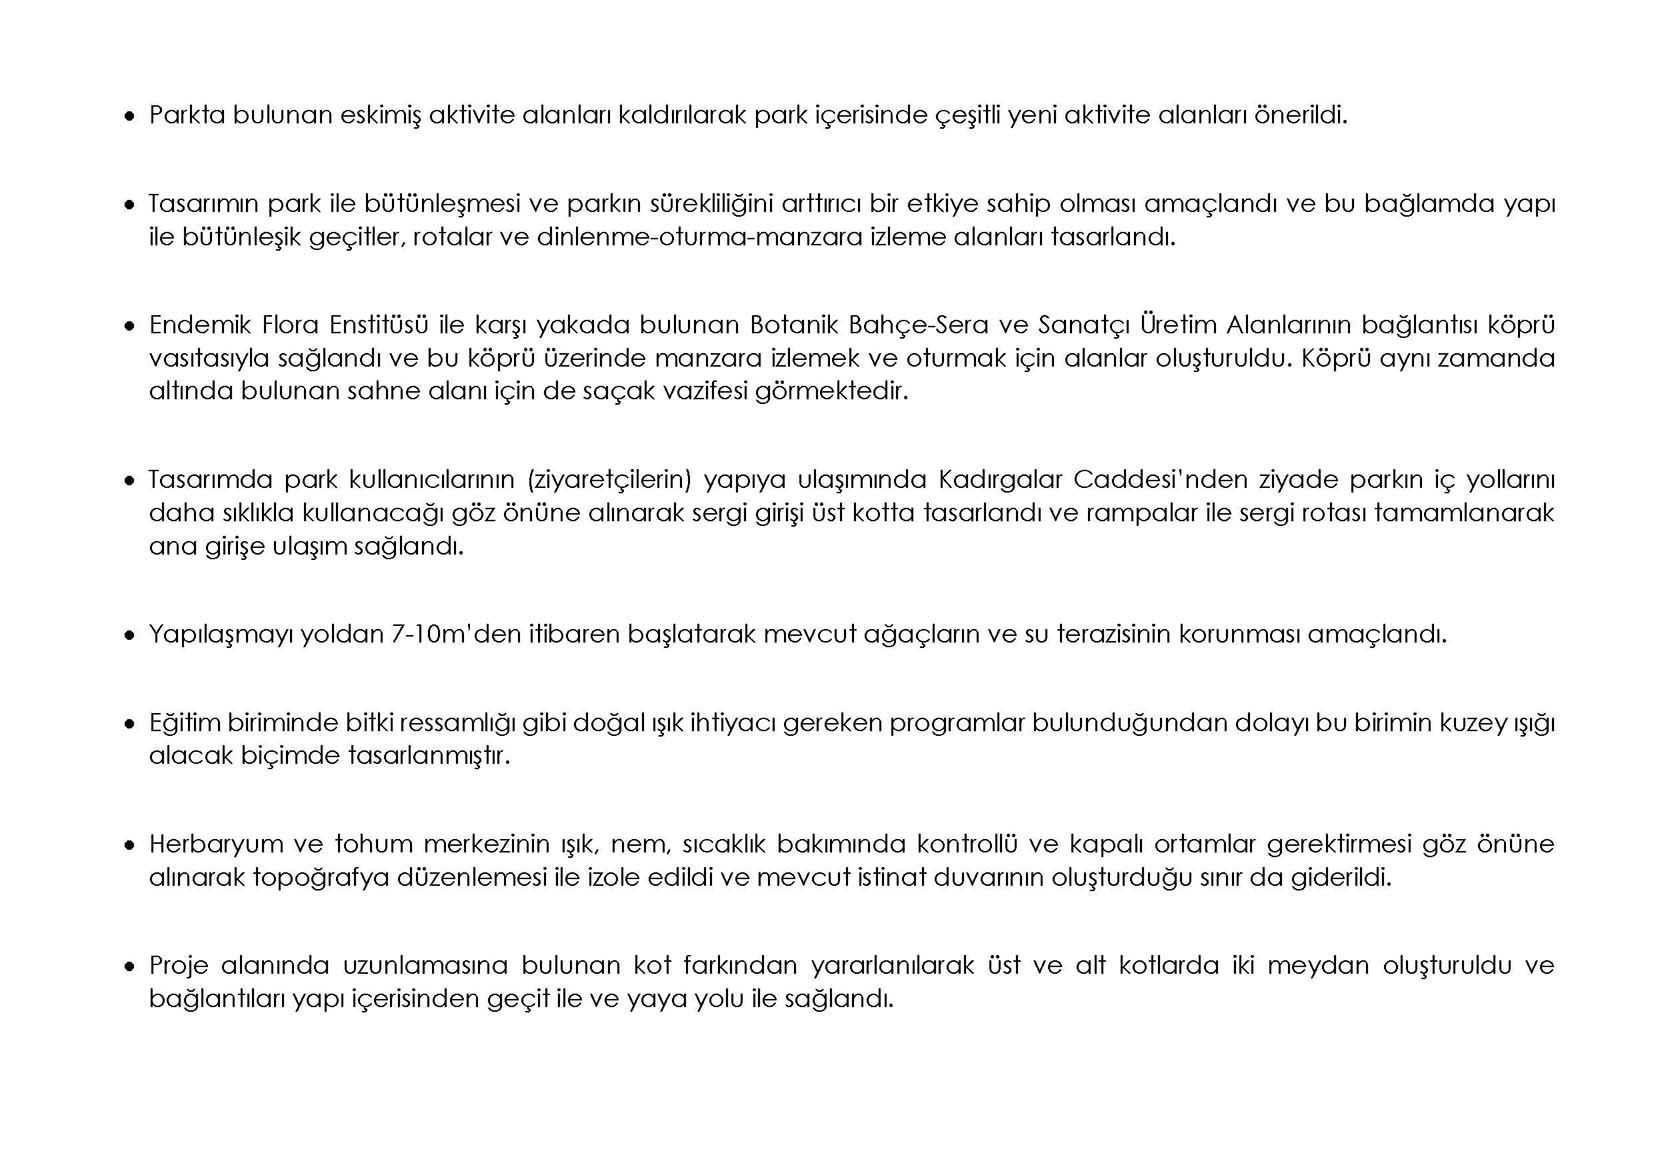 • Parkta bulunan eskimiş aktivite alanları kaldırılarak park içerisinde çeşitli yeni aktivite alanları önerildi.
• Tasarımın park ile bütünleşmesi ve parkın sürekliliğini arttırıcı bir etkiye sahip olması amaçlandı ve bu bağlamda yapı
ile bütünleşik geçitler, rotalar ve dinlenme-oturma-manzara izleme alanları tasarlandı.
• Endemik Flora Enstitüsü ile karşı yakada bulunan Botanik Bahçe-Sera ve Sanatçı Üretim Alanlarının bağlantısı köprü
vasıtasıyla sağlandı ve bu köprü üzerinde manzara izlemek ve oturmak için alanlar oluşturuldu. Köprü aynı zamanda
altında bulunan sahne alanı için de saçak vazifesi görmektedir.
• Tasarımda park kullanıcılarının (ziyaretçilerin) yapıya ulaşımında Kadırgalar Caddesi'nden ziyade parkın iç yollarını
daha sıklıkla kullanacağı göz önüne alınarak sergi girişi üst kotta tasarlandı ve rampalar ile sergi rotası tamamlanarak
ana girişe ulaşım sağlandı.
• Yapılaşmayı yoldan 7-10m'den itibaren başlatarak mevcut ağaçların ve su terazisinin korunması amaçlandı.
• Eğitim biriminde bitki ressamlığı gibi doğal ışık ihtiyacı gereken programlar bulunduğundan dolayı bu birimin kuzey ışığı
alacak biçimde tasarlanmıştır.
• Herbaryum ve tohum merkezinin ışık, nem, sıcaklık bakımında kontrollü ve kapalı ortamlar gerektirmesi göz önüne
alınarak topoğrafya düzenlemesi ile izole edildi ve mevcut istinat duvarının oluşturduğu sınır da giderildi.
• Proje alanında uzunlamasına bulunan kot farkından yararlanılarak üst ve alt kotlarda iki meydan oluşturuldu ve
bağlantıları yapı içerisinden geçit ile ve yaya yolu ile sağlandı.